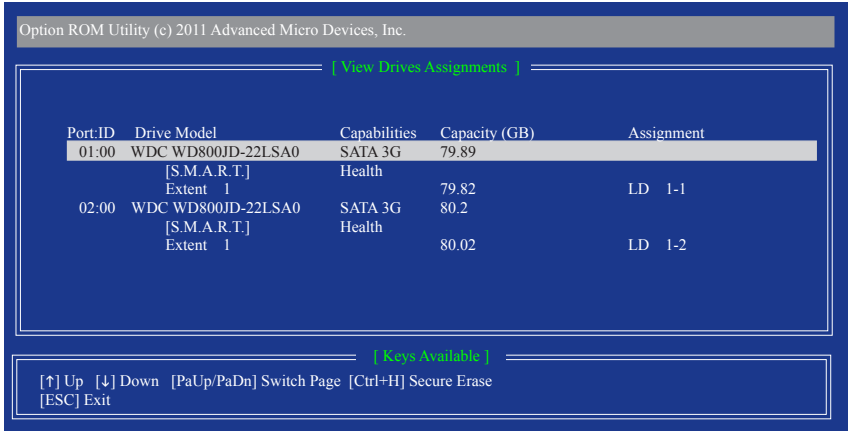 Option ROM Utility (c) 2011 Advanced Micro Devices, Inc.
[ View Drives Assignments ]
Port:ID Drive Model Capabilities Capacity (GB) Assignment
01:00 WDC WD800JD-22LSA0 SATA 3G 79.89
[S.M.A.R.T.] Health
Extent 1 79.82 LD 1-1
02:00 WDC WD800JD-22LSA0 SATA 3G 80.2
[S.M.A.R.T.] Health
Extent 1 80.02 LD 1-2
[ Keys Available ]
[↑] Up [↓] Down [PaUp/PaDn] Switch Page [Ctrl+H] Secure Erase
[ESC] Exit